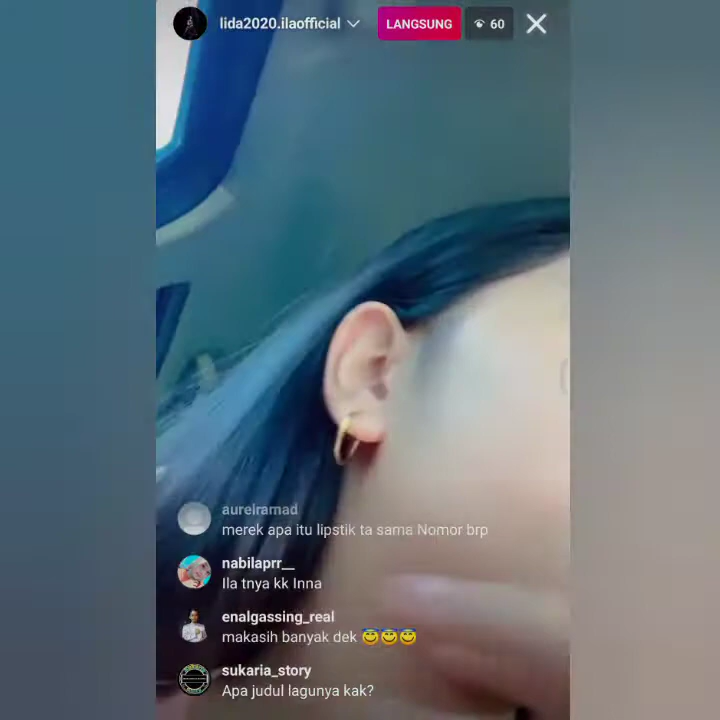 lida2020.ilaofficial
LANGSUNG
60
aurelramad
merek apa itu lipstik ta sama Nomor brp
nabilaprr__
Ila tnya kk Inna
enalgassing_real
makasih banyak dek 😇😇😇
sukaria_story
Apa judul lagunya kak?